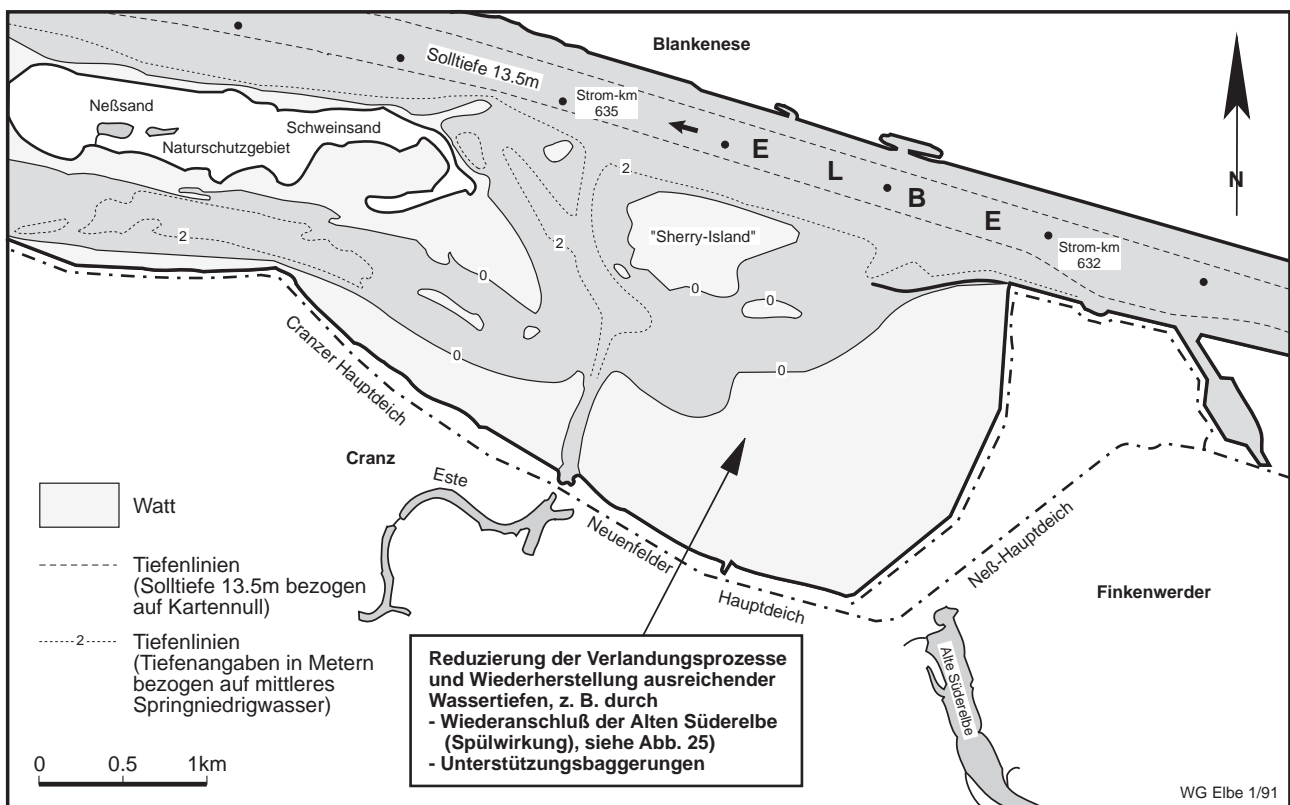 Blankenese
Solltiefe 13.5m
Strom-km
635
Neßsand
Schweinsand
Naturschutzgebiet
E
L
B
E
N
2
2
2
"Sherry-Island"
Strom-km
632
0
0
0
0
0
Cranzer Hauptdeich
Cranz
Este
Neuenfelder
Hauptdeich
Neß-Hauptdeich
Finkenwerder
Alte Süderelbe
Watt
Tiefenlinien
(Solltiefe 13.5m bezogen
auf Kartennull)
2
Tiefenlinien
(Tiefenangaben in Metern
bezogen auf mittleres
Springniedrigwasser)
0 0.5 1km
Reduzierung der Verlandungsprozesse
und Wiederherstellung ausreichender
Wassertiefen, z. B. durch
- Wiederanschluß der Alten Süderelbe
(Spülwirkung), siehe Abb. 25)
- Unterstützungsbaggerungen
WG Elbe 1/91